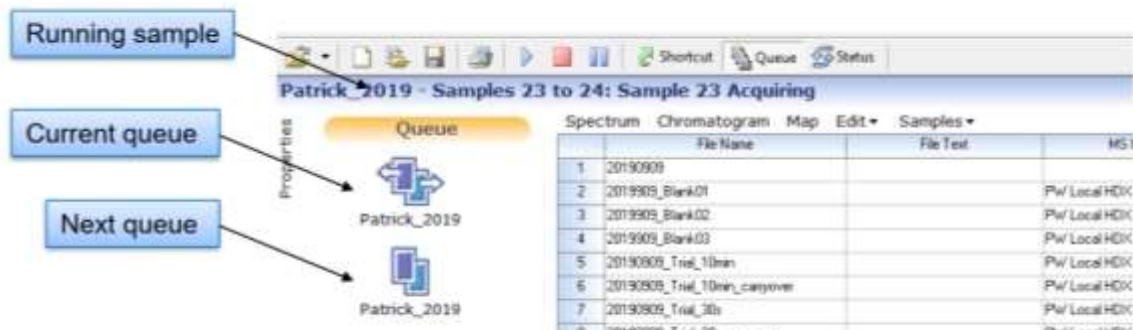 Running sample
Shortcut Queue Status
Patrick_2019 - Samples 23 to 24: Sample 23 Acquiring
Current queue
Properties
Queue
Spectrum Chromatogram Map Edit Samples
File Name File Text MS
1 20190909
2 2019909_Blank01 PW Local HDX
3 2019909_Blank02 PW Local HDX
Patrick_2019
Next queue
4 2019909_Blank03 PW Local HDX
5 20190909_Trial_10min PW Local HDX
6 20190909_Trial_10min_carryover PW Local HDX
7 20190909_Trial_30s PW Local HDX
Patrick_2019